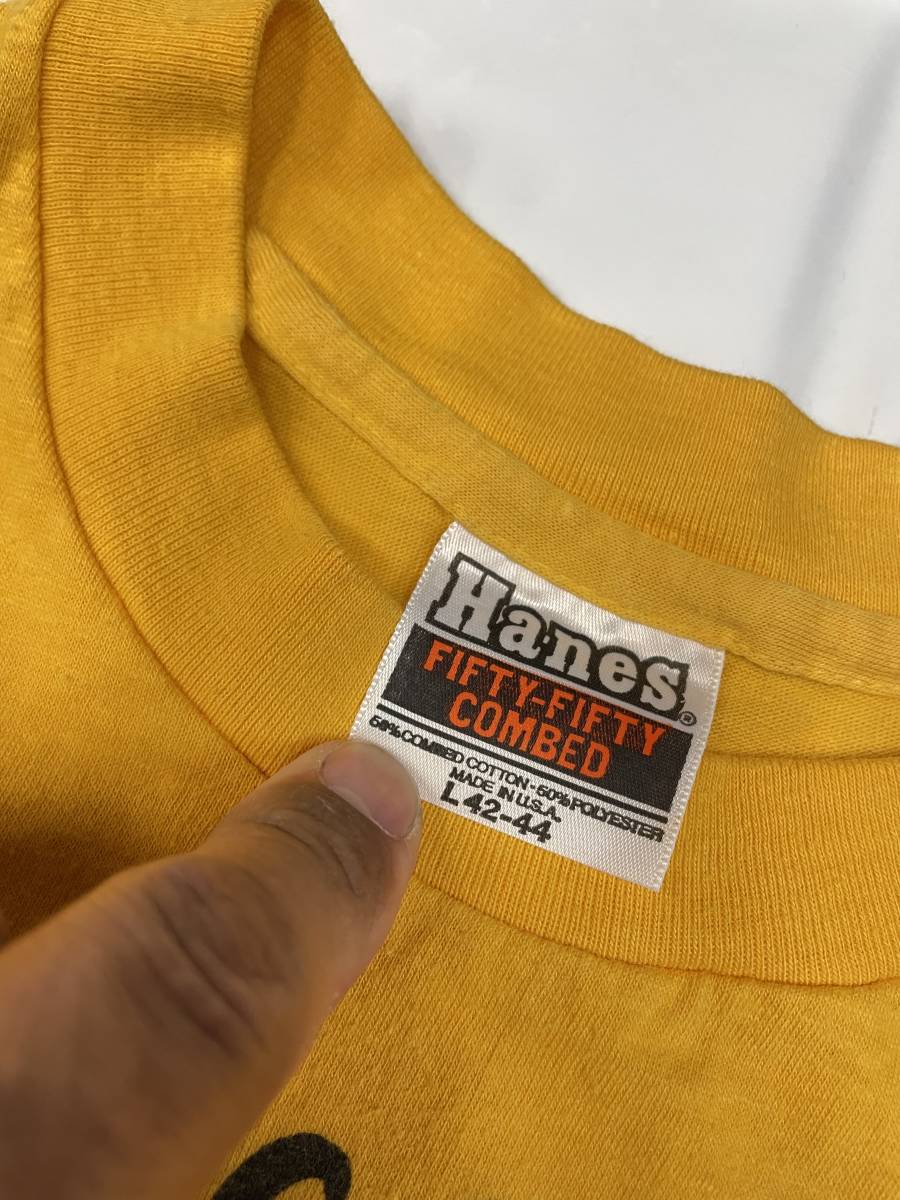 Hanes®
FIFTY-FIFTY
COMBED
50% COMBED COTTON-50% POLYESTER
MADE IN U.S.A.
L 42-44